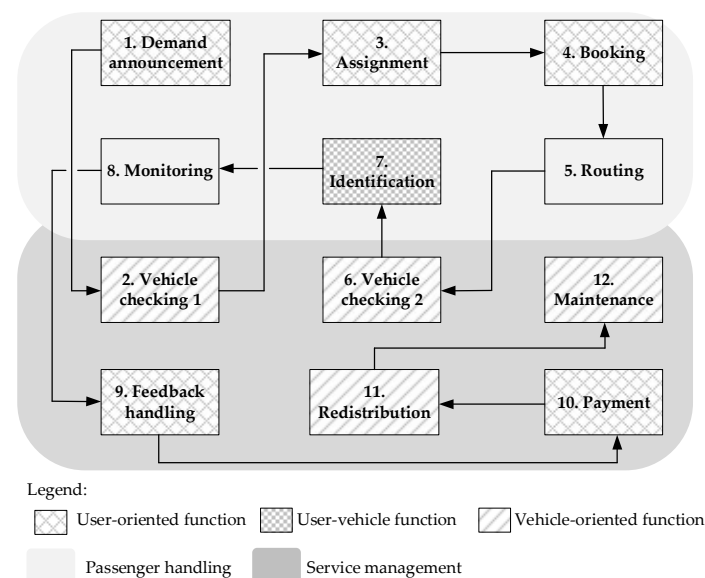 1. Demand
announcement
3.
Assignment
4. Booking
8. Monitoring
7.
Identification
5. Routing
2. Vehicle
checking 1
6. Vehicle
checking 2
12.
Maintenance
9. Feedback
handling
11.
Redistribution
10. Payment
Legend:
User-oriented function
User-vehicle function
Vehicle-oriented function
Passenger handling
Service management